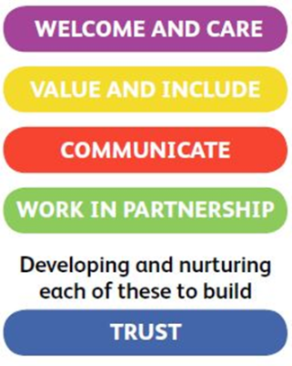 WELCOME AND CARE
VALUE AND INCLUDE
COMMUNICATE
WORK IN PARTNERSHIP
Developing and nurturing
each of these to build
TRUST